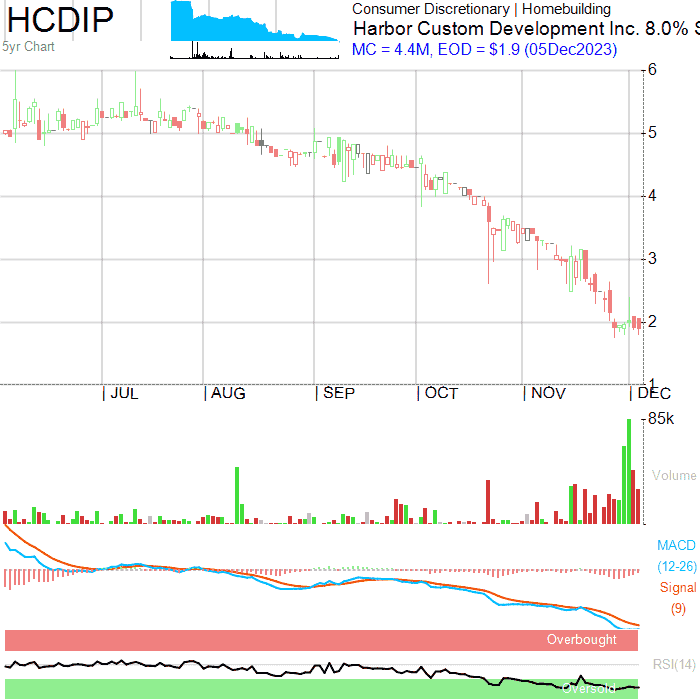 HCDIP
5yr Chart
Consumer Discretionary | Homebuilding
Harbor Custom Development Inc. 8.0% S
MC = 4.4M, EOD = $1.9 (05Dec2023)
6
5
4
3
2
1
| JUL | AUG | SEP | OCT | NOV | DEC
85k
Volume
MACD
(12-26)
Signal
(9)
Overbought
RSI(14)
Oversold